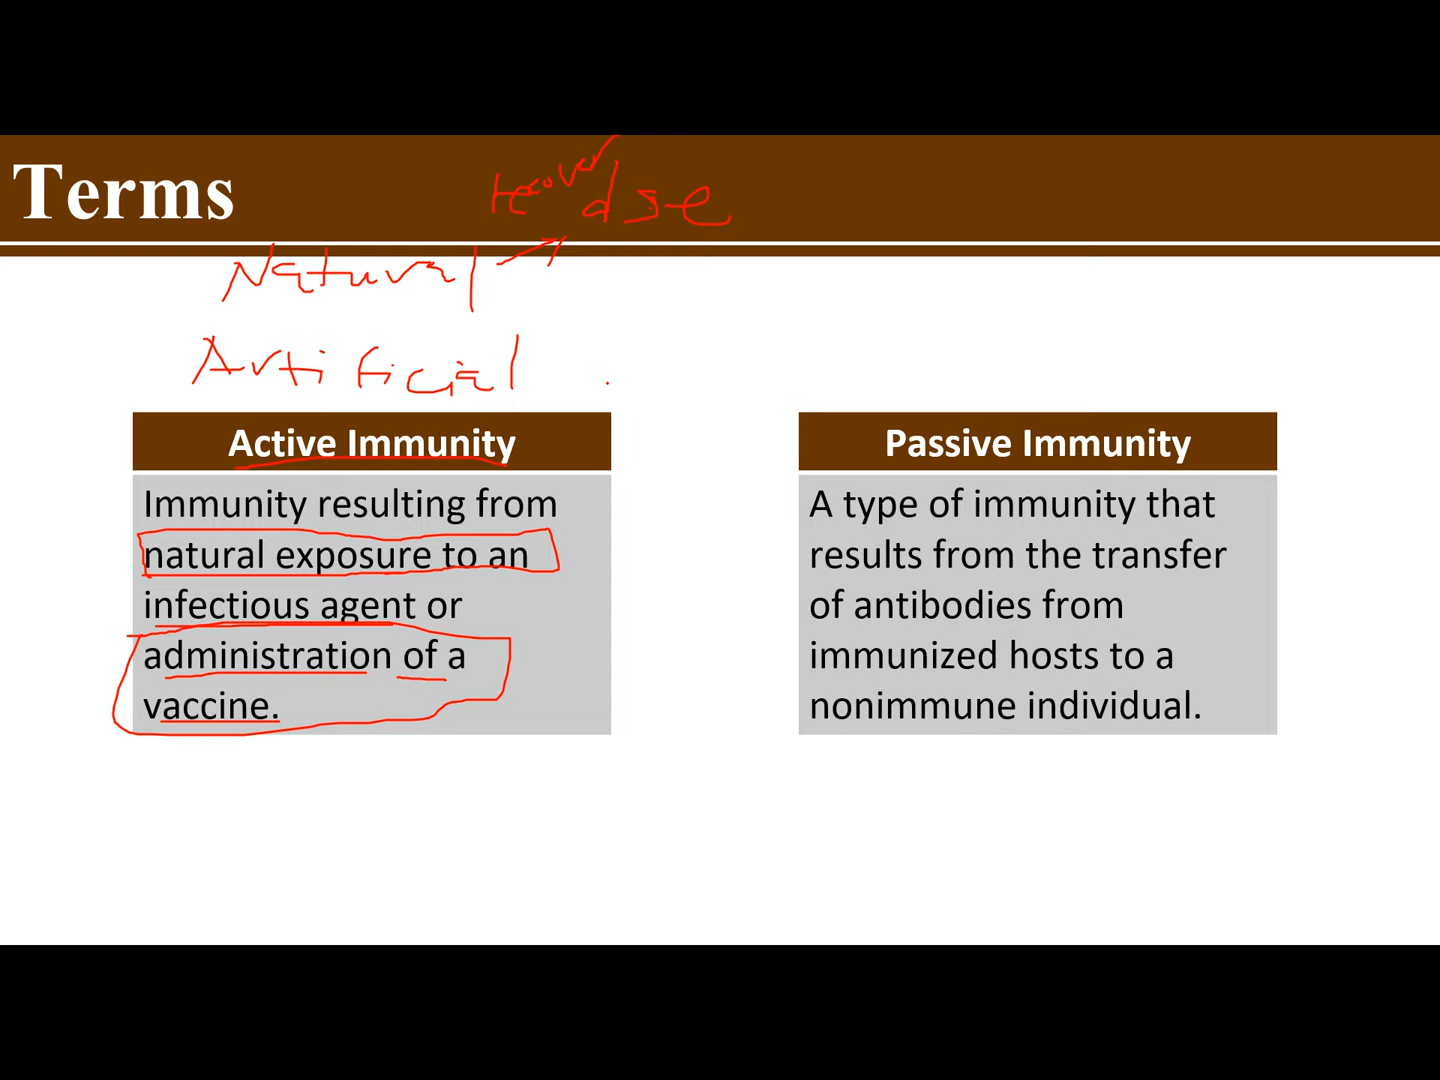 Terms
recover
dse
Natural
Artificial
Active Immunity
Immunity resulting from
natural exposure to an
infectious agent or
administration of a
vaccine.
Passive Immunity
A type of immunity that
results from the transfer
of antibodies from
immunized hosts to a
nonimmune individual.